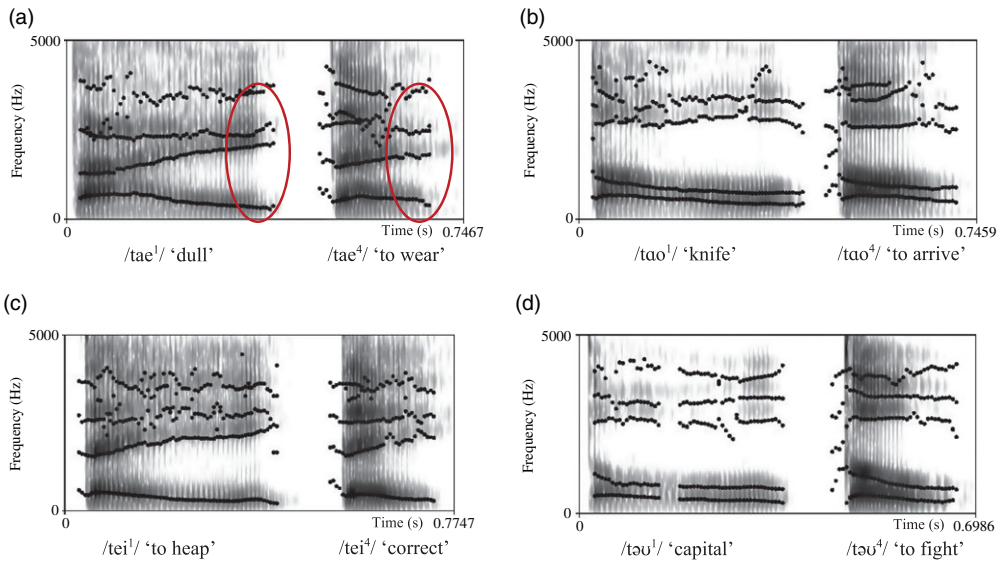 (a)
5000
Frequency (Hz)
0
0
Time (s) 0.7467
/tae¹/ ‘dull’
/tae⁴/ ‘to wear’
(b)
5000
Frequency (Hz)
0
0
Time (s) 0.7459
/tɑo¹/ ‘knife’
/tɑo⁴/ ‘to arrive’
(c)
5000
Frequency (Hz)
0
0
Time (s) 0.7747
/tei¹/ ‘to heap’
/tei⁴/ ‘correct’
(d)
5000
Frequency (Hz)
0
0
Time (s) 0.6986
/təʊ¹/ ‘capital’
/təʊ⁴/ ‘to fight’